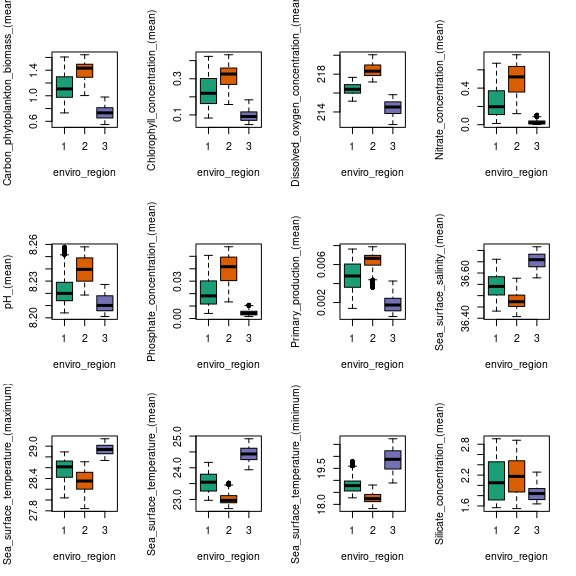 Carbon_phytoplankton_biomass_(mean
0.6 1.0 1.4
1 2 3
enviro_region
Chlorophyll_concentration_(mean)
0.1 0.3
1 2 3
enviro_region
Dissolved_oxygen_concentration_(mean)
214 218
1 2 3
enviro_region
Nitrate_concentration_(mean)
0.0 0.4
1 2 3
enviro_region
pH_(mean)
8.20 8.23 8.26
1 2 3
enviro_region
Phosphate_concentration_(mean)
0.00 0.03
1 2 3
enviro_region
Primary_production_(mean)
0.002 0.006
1 2 3
enviro_region
Sea_surface_salinity_(mean)
36.40 36.60
1 2 3
enviro_region
Sea_surface_temperature_(maximum)
27.8 28.4 29.0
1 2 3
enviro_region
Sea_surface_temperature_(mean)
23.0 24.0 25.0
1 2 3
enviro_region
Sea_surface_temperature_(minimum)
18.0 19.5
1 2 3
enviro_region
Silicate_concentration_(mean)
1.6 2.2 2.8
1 2 3
enviro_region